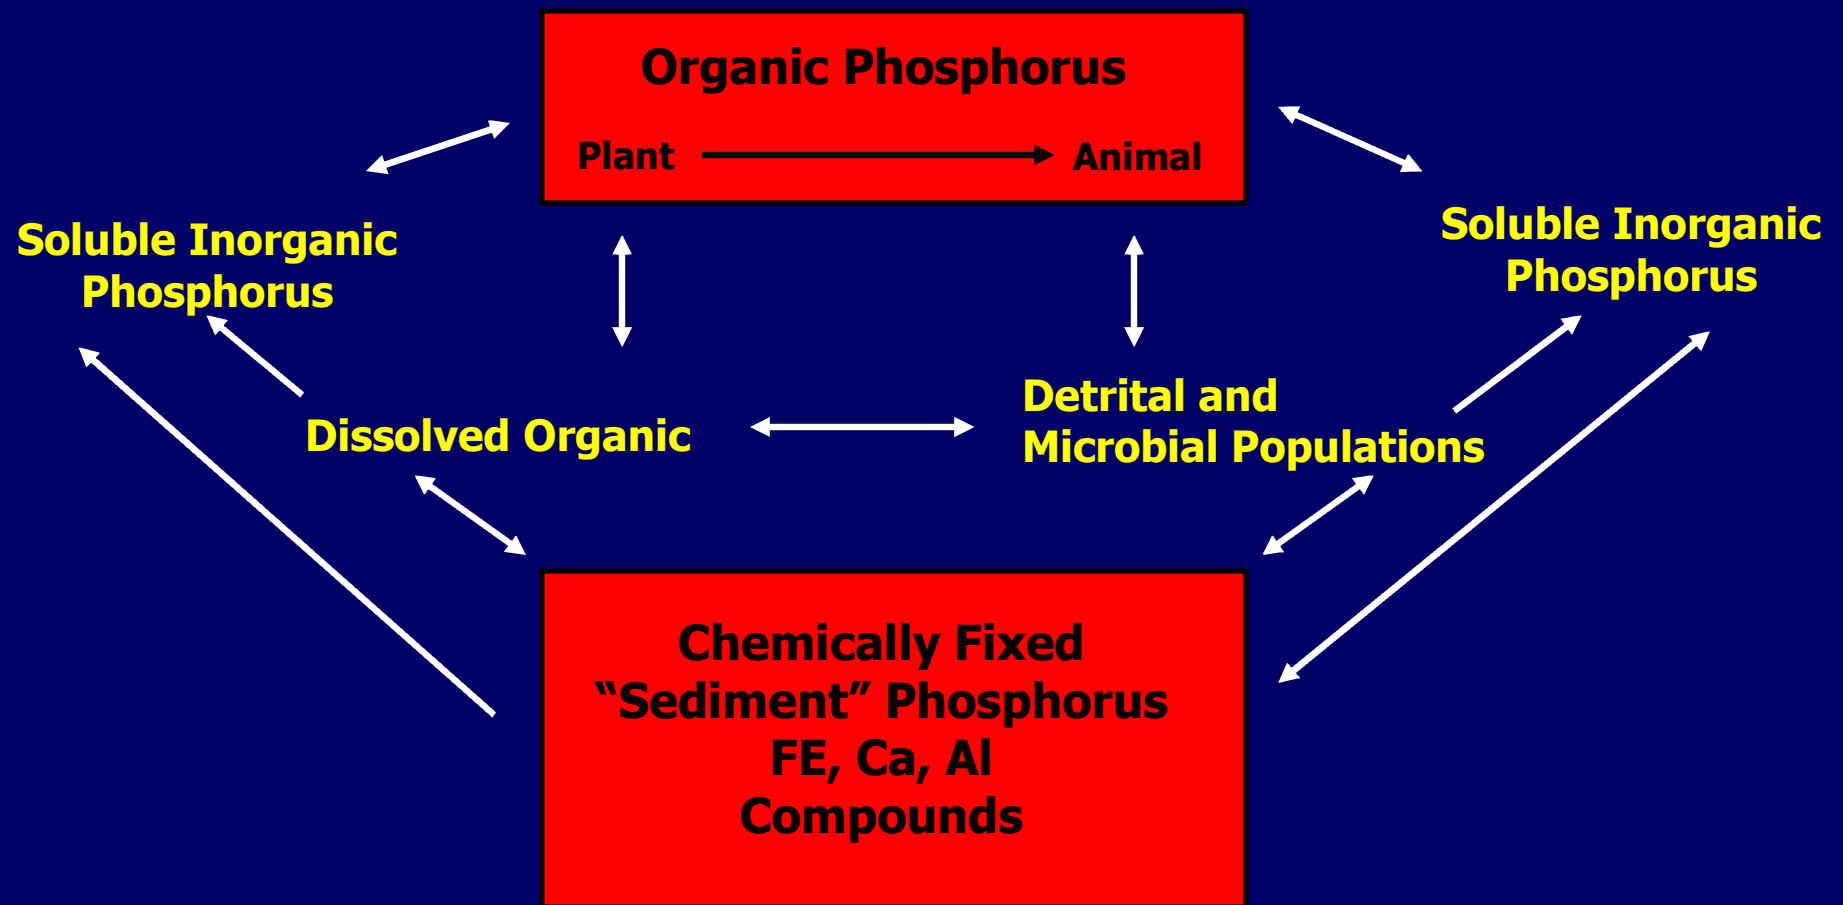 Organic Phosphorus
Plant Animal
Soluble Inorganic
Phosphorus
Soluble Inorganic
Phosphorus
Dissolved Organic
Detrital and
Microbial Populations
Chemically Fixed
“Sediment” Phosphorus
FE, Ca, Al
Compounds